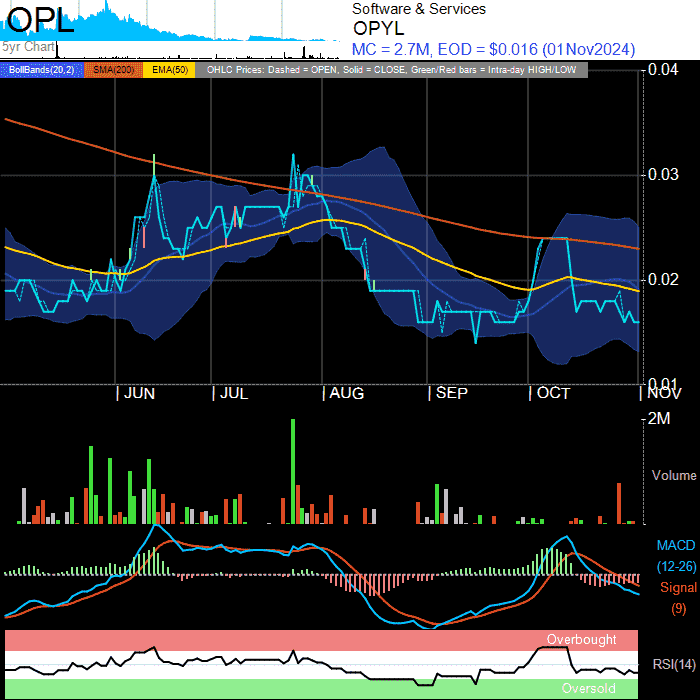 OPL
5yr Chart
Software & Services
OPYL
MC = 2.7M, EOD = $0.016 (01Nov2024)
BollBands(20,2) SMA(200) EMA(50) OHLC Prices: Dashed = OPEN, Solid = CLOSE, Green/Red bars = Intra-day HIGH/LOW
0.04
0.03
0.02
0.01
JUN JUL AUG SEP OCT NOV
2M
Volume
MACD
(12-26)
Signal
(9)
Overbought
RSI(14)
Oversold